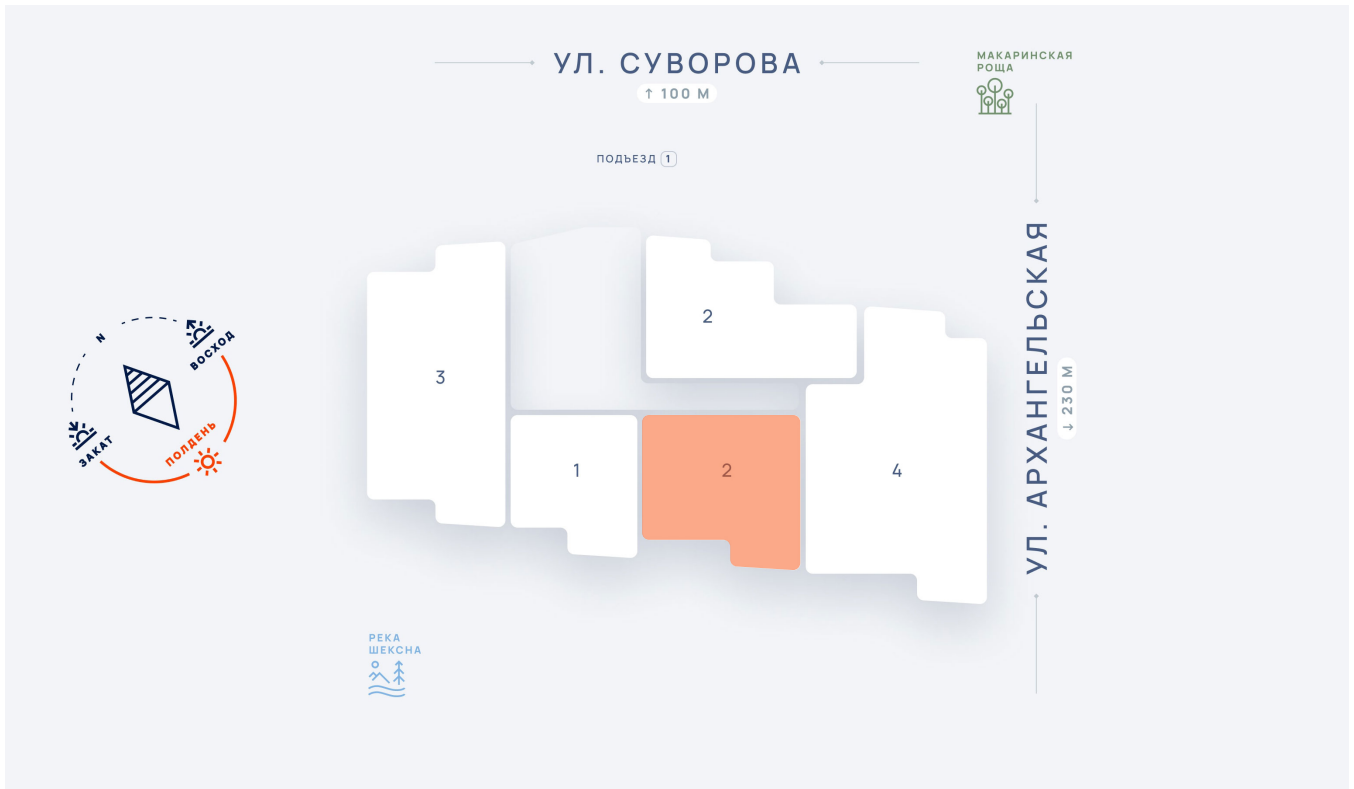 УЛ. СУВОРОВА
↑ 100 М
МАКАРИНСКАЯ
РОЩА
ПОДЪЕЗД 1
УЛ. АРХАНГЕЛЬСКАЯ
↓ 230 М
N
ВОСХОД
ПОЛДЕНЬ
ЗАКАТ
2
3
1
2
4
РЕКА
ШЕКСНА